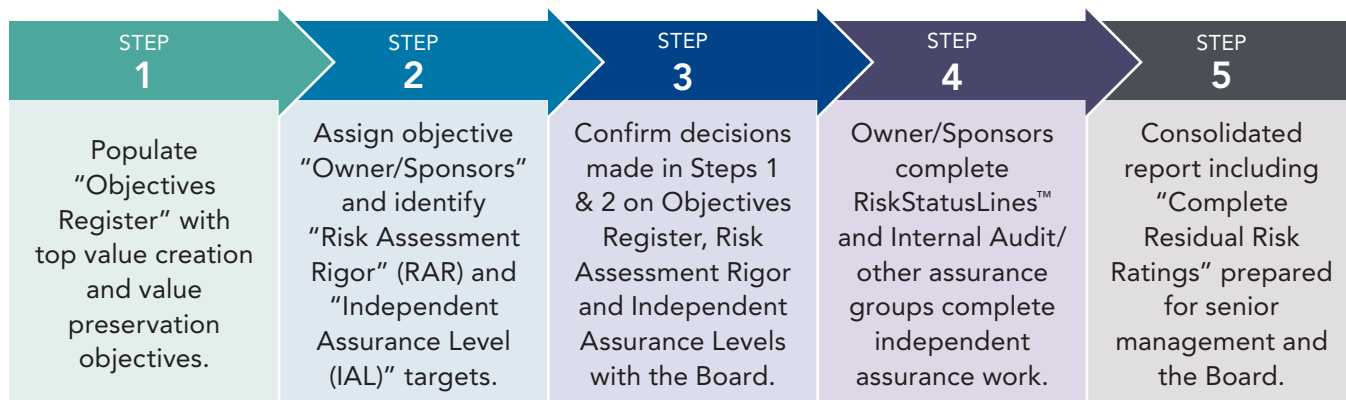 STEP
1
Populate
“Objectives
Register” with
top value creation
and value
preservation
objectives.
STEP
2
Assign objective
“Owner/Sponsors”
and identify
“Risk Assessment
Rigor” (RAR) and
“Independent
Assurance Level
(IAL)” targets.
STEP
3
Confirm decisions
made in Steps 1
& 2 on Objectives
Register, Risk
Assessment Rigor
and Independent
Assurance Levels
with the Board.
STEP
4
Owner/Sponsors
complete
RiskStatusLines™
and Internal Audit/
other assurance
groups complete
independent
assurance work.
STEP
5
Consolidated
report including
“Complete
Residual Risk
Ratings” prepared
for senior
management and
the Board.